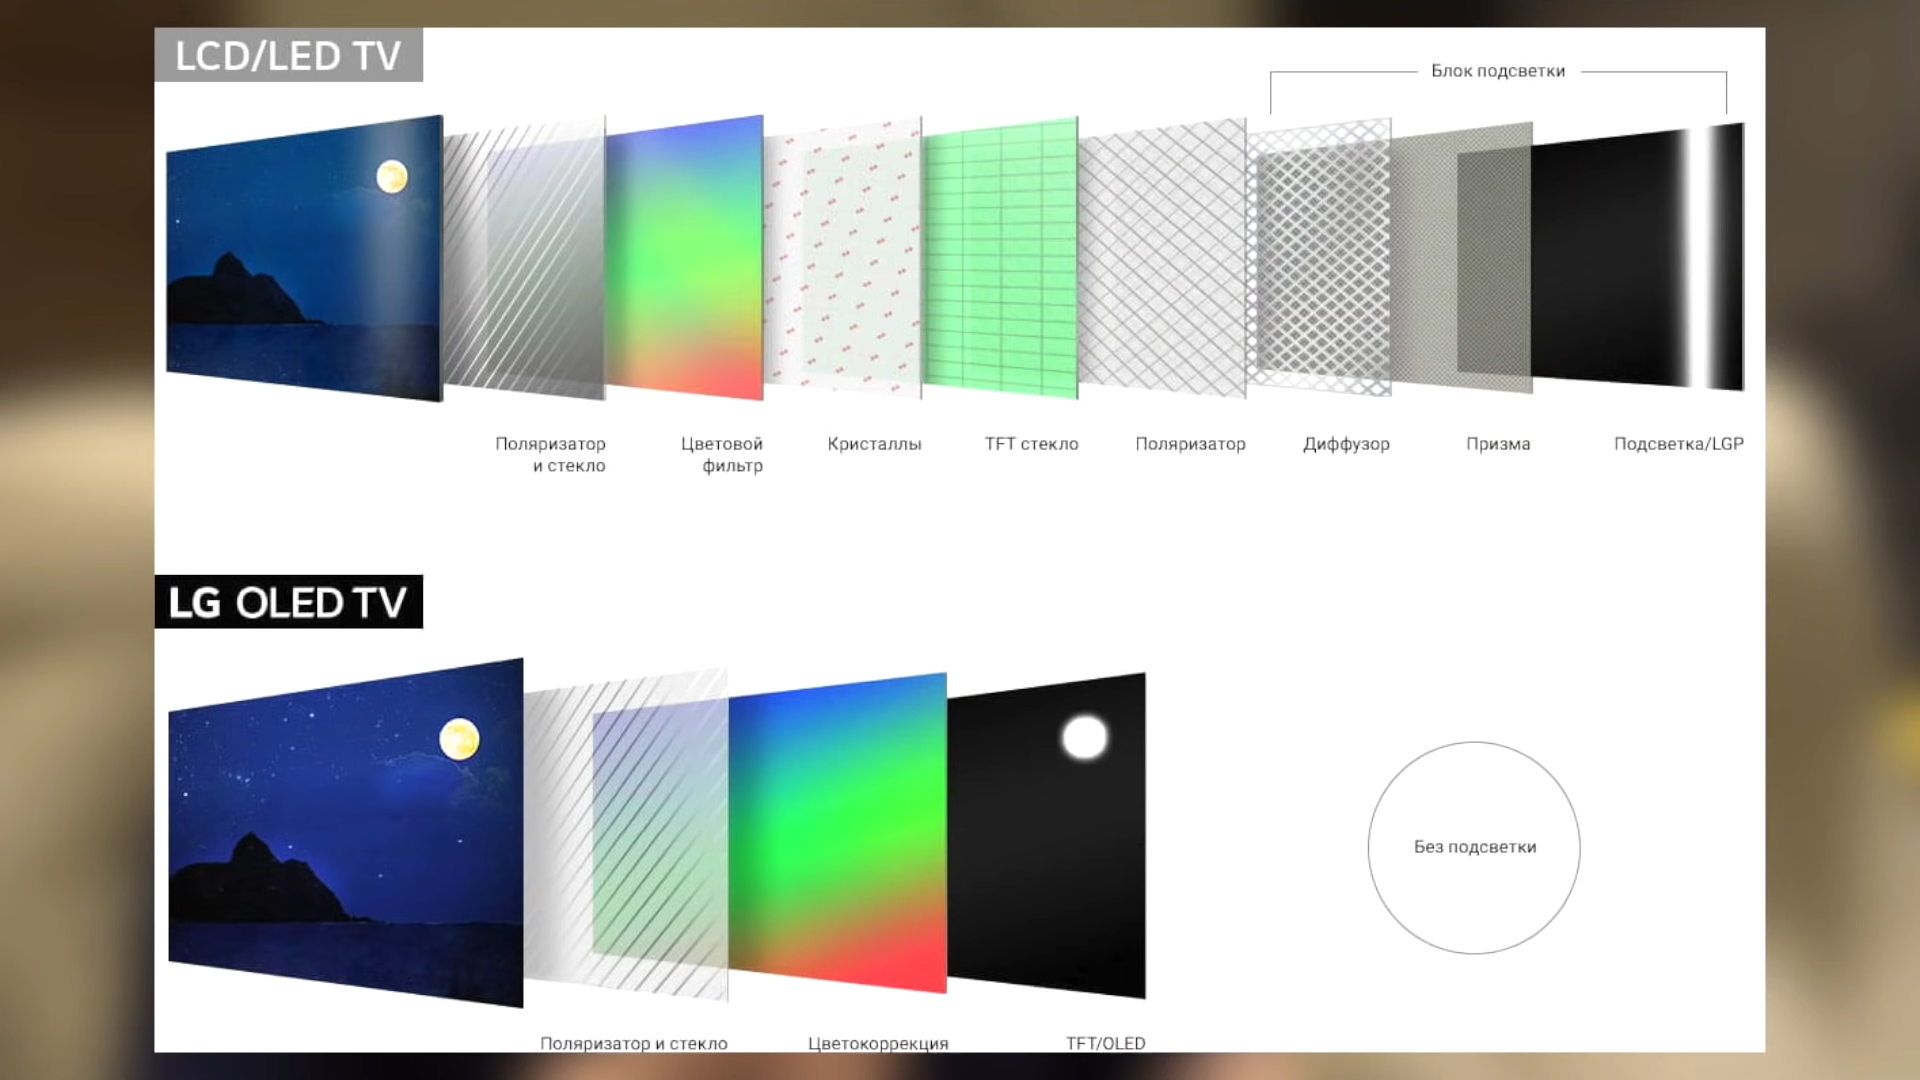 LCD/LED TV
Блок подсветки
Поляризатор
и стекло
Цветовой
фильтр
Кристаллы
TFT стекло
Поляризатор
Диффузор
Призма
Подсветка/LGP
LG OLED TV
Без подсветки
Поляризатор и стекло
Цветокоррекция
TFT/OLED